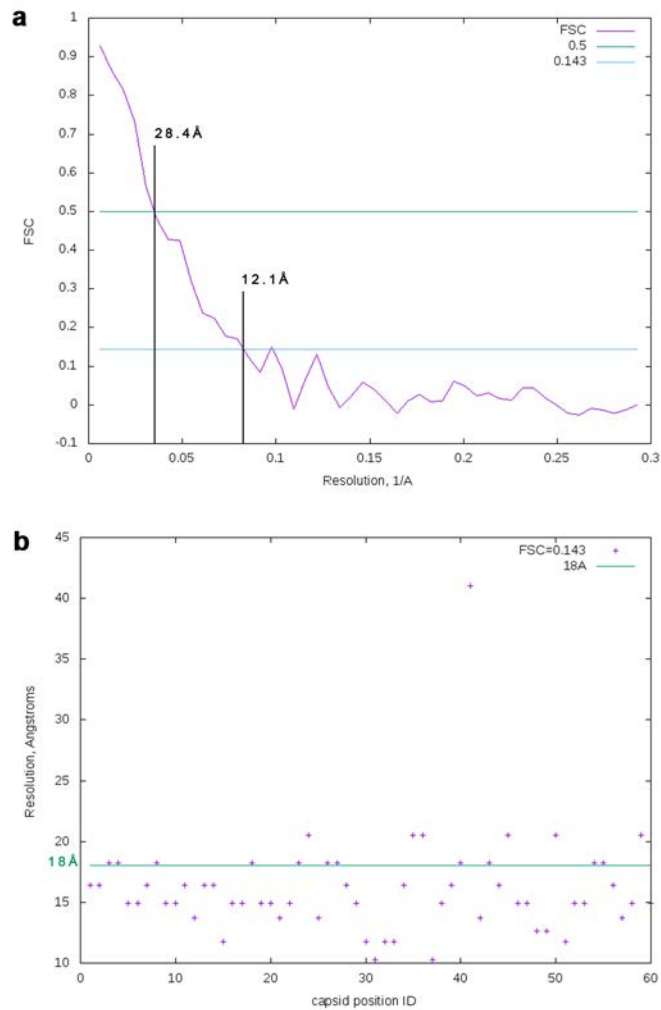 a
1
0.9
0.8
0.7
0.6
0.5
0.4
0.3
0.2
0.1
0
-0.1
FSC
FSC
0.5
0.143
28.4Å
12.1Å
0 0.05 0.1 0.15 0.2 0.25 0.3
Resolution, 1/A
b
45
40
35
30
25
20
15
10
Resolution, Angstroms
FSC=0.143
18A
18Å
0 10 20 30 40 50 60
capsid position ID